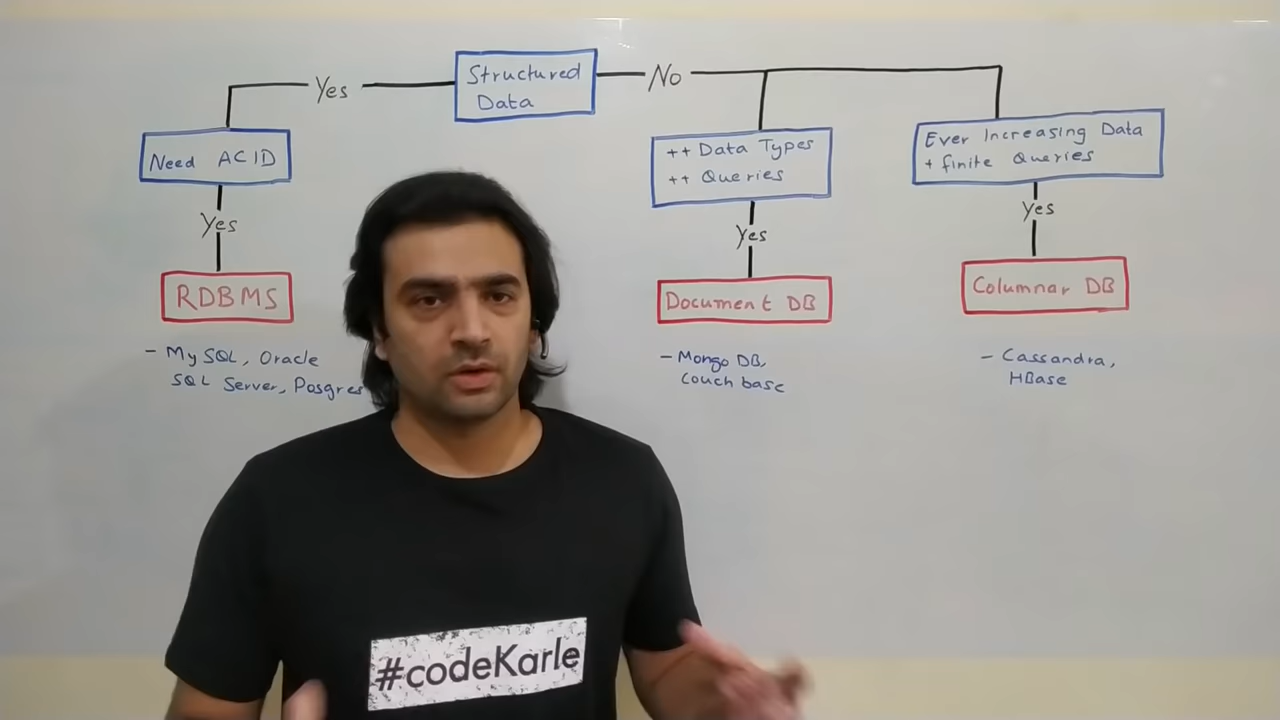 Structured
Data
Yes
No
Need ACID
Yes
RDBMS
- My SQL, Oracle
SQL Server, Posgres
++ Data Types
++ Queries
Yes
Document DB
- Mongo DB,
Couch base
Ever Increasing Data
+ finite Queries
Yes
Columnar DB
- Cassandra,
HBase
#codeKarle